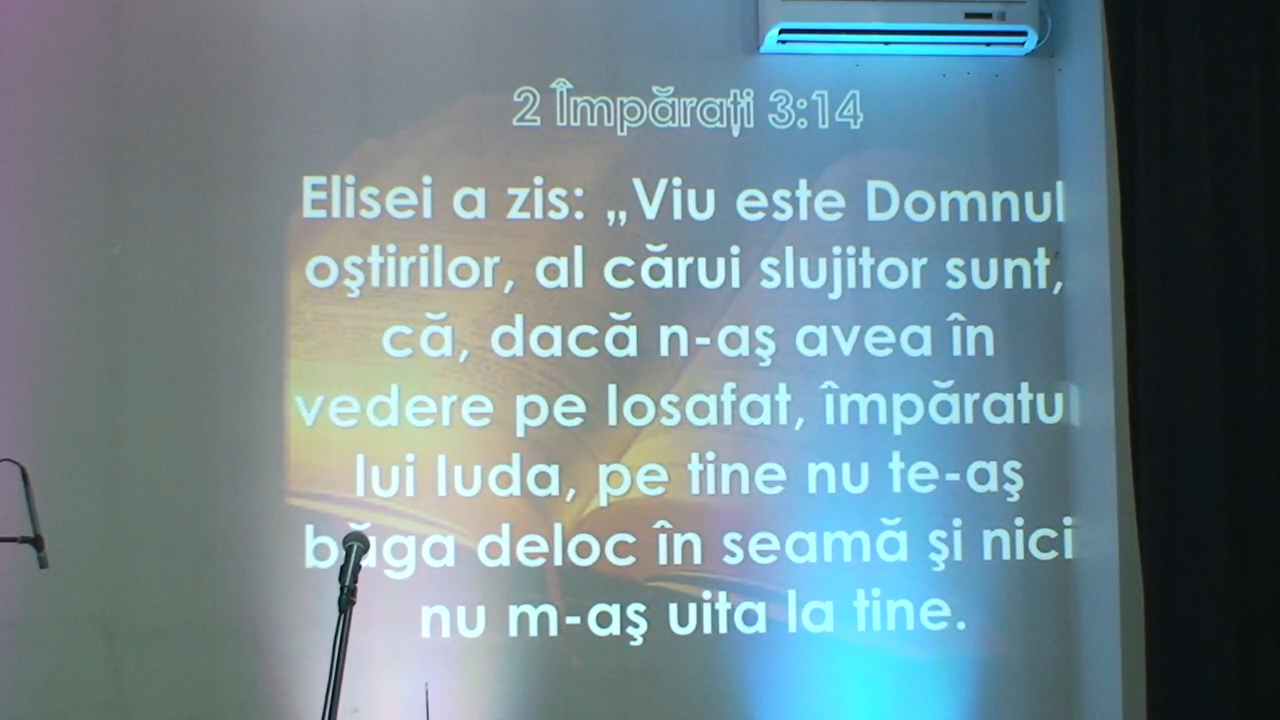 2 Împăraţi 3:14
Elisei a zis: „Viu este Domnul
oştirilor, al cărui slujitor sunt,
că, dacă n-aş avea în
vedere pe Iosafat, împăratul
lui Iuda, pe tine nu te-aş
băga deloc în seamă şi nici
nu m-aş uita la tine.